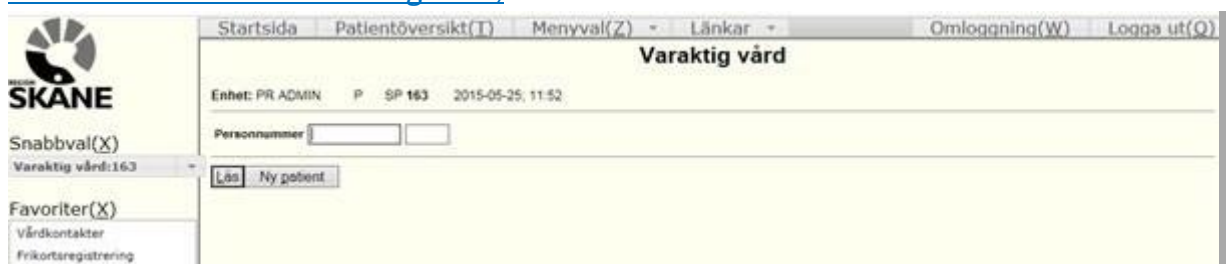 Startsida Patientöversikt(T) Menyval(Z) Länkar Omloggning(W) Logga ut(Q)
Varaktig vård
REGION
SKÅNE
Enhet: PR ADMIN P SP 163 2015-05-25; 11:52
Personnummer
Snabbval(X)
Varaktig vård:163
Läs Ny patient
Favoriter(X)
Vårdkontakter
Frikortsregistrering